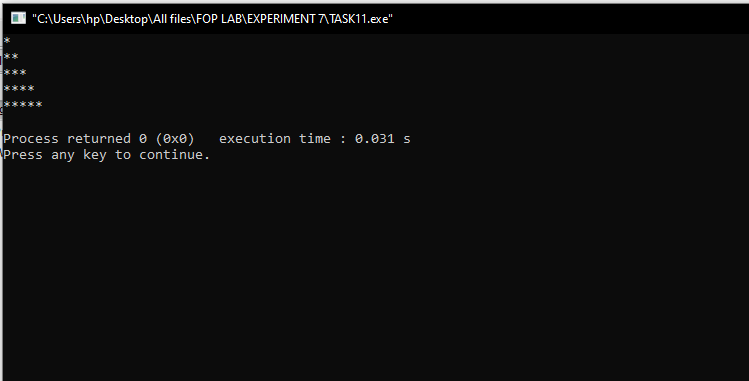 "C:\Users\hp\Desktop\All files\FOP LAB\EXPERIMENT 7\TASK11.exe"
*
**
***
****
*****
Process returned 0 (0x0)   execution time : 0.031 s
Press any key to continue.